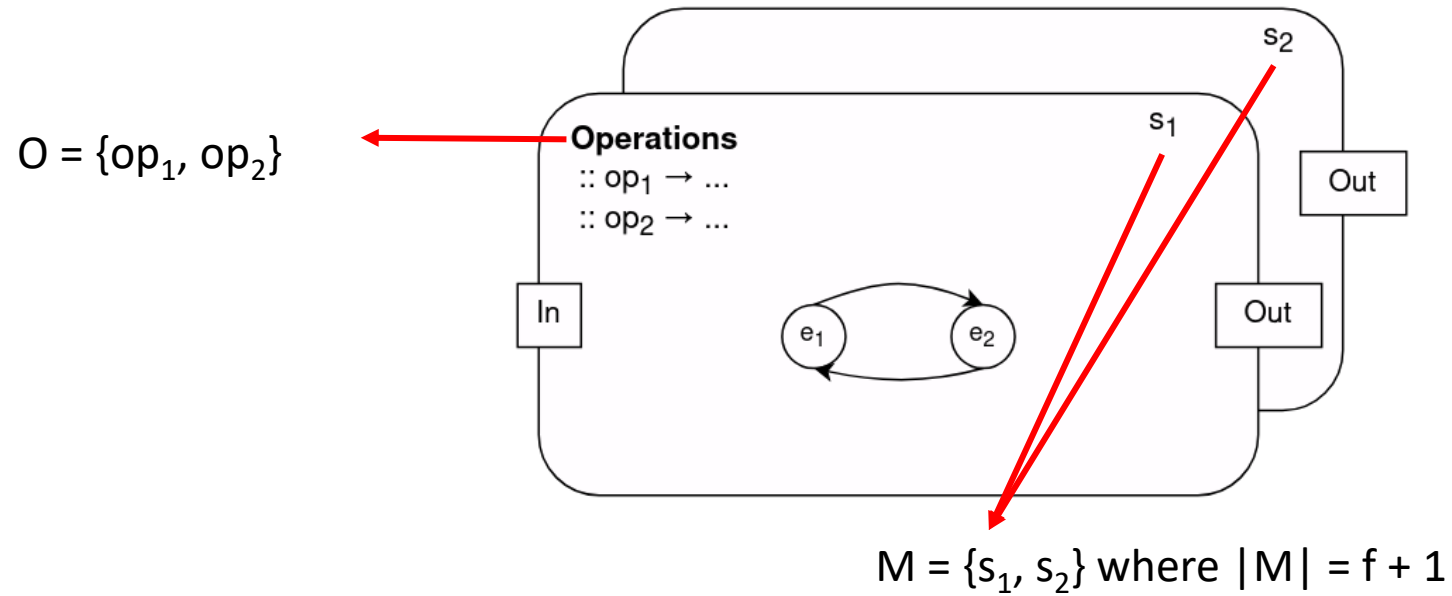 s₂
s₁
O = {op₁, op₂}
Operations
:: op₁ → ...
:: op₂ → ...
Out
In
e₁
e₂
Out
M = {s₁, s₂} where |M| = f + 1